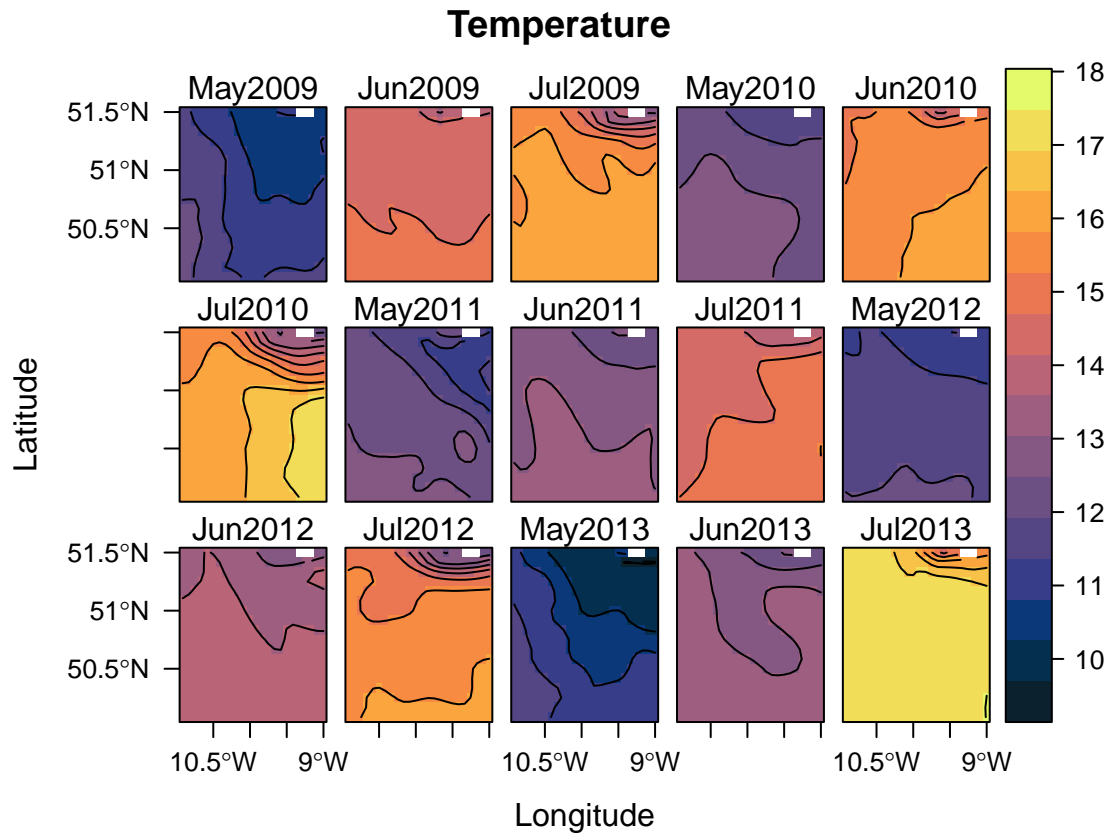 Temperature
May2009 Jun2009 Jul2009 May2010 Jun2010
Jul2010 May2011 Jun2011 Jul2011 May2012
Jun2012 Jul2012 May2013 Jun2013 Jul2013
51.5°N
51°N
50.5°N
51.5°N
51°N
50.5°N
Latitude
10.5°W 9°W 10.5°W 9°W 10.5°W 9°W
Longitude
18
17
16
15
14
13
12
11
10